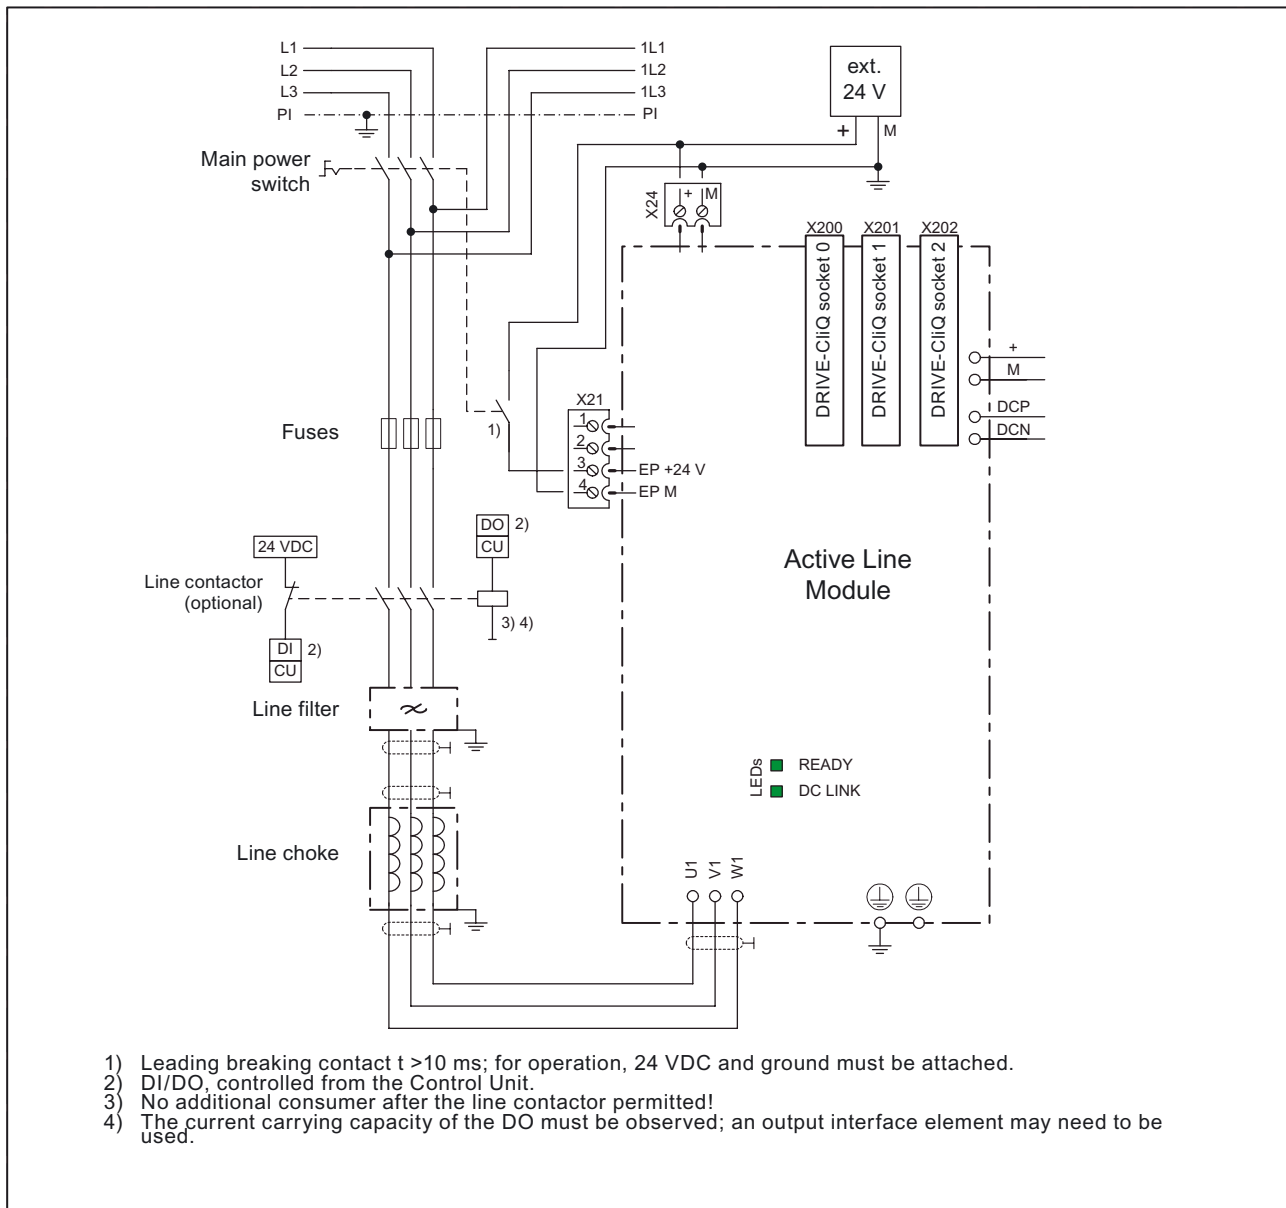 L1
1L1
L2
1L2
L3
1L3
PI
PI
ext.
24 V
+
M
Main power
switch
X24
+
M
X200
X201
X202
DRIVE-CliQ socket 0
DRIVE-CliQ socket 1
DRIVE-CliQ socket 2
+
M
DCP
DCN
X21
1)
1
2
3
EP +24 V
4
EP M
Fuses
DO
2)
CU
24 VDC
Line contactor
(optional)
3) 4)
DI
2)
CU
Active Line
Module
Line filter
LEDs
READY
DC LINK
Line choke
U1
V1
W1
1) Leading breaking contact t >10 ms; for operation, 24 VDC and ground must be attached.
2) DI/DO, controlled from the Control Unit.
3) No additional consumer after the line contactor permitted!
4) The current carrying capacity of the DO must be observed; an output interface element may need to be
used.